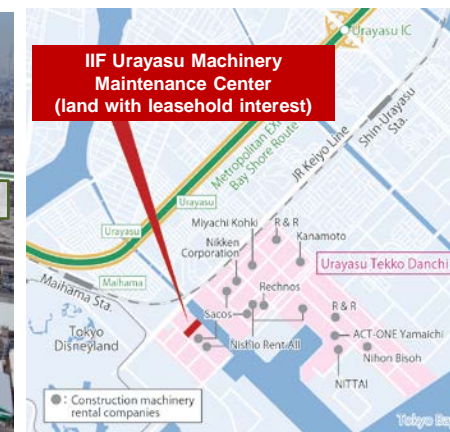 IIF Urayasu Machinery
Maintenance Center
(land with leasehold interest)
Urayasu IC
Metropolitan EX
Bay Shore Route
JR Keiyo Line
Shin-Urayasu
Sta.
Urayasu
Urayasu
Maihama
Maihama Sta.
Miyachi Kohki
R & R
Nikken
Corporation
Kanamoto
Urayasu Tekko Danchi
Rechnos
Sacos
R & R
Nishio Rent All
ACT-ONE Yamaichi
Nihon Bisoh
NITTAI
Tokyo
Disneyland
: Construction machinery
rental companies
Tokyo Ba